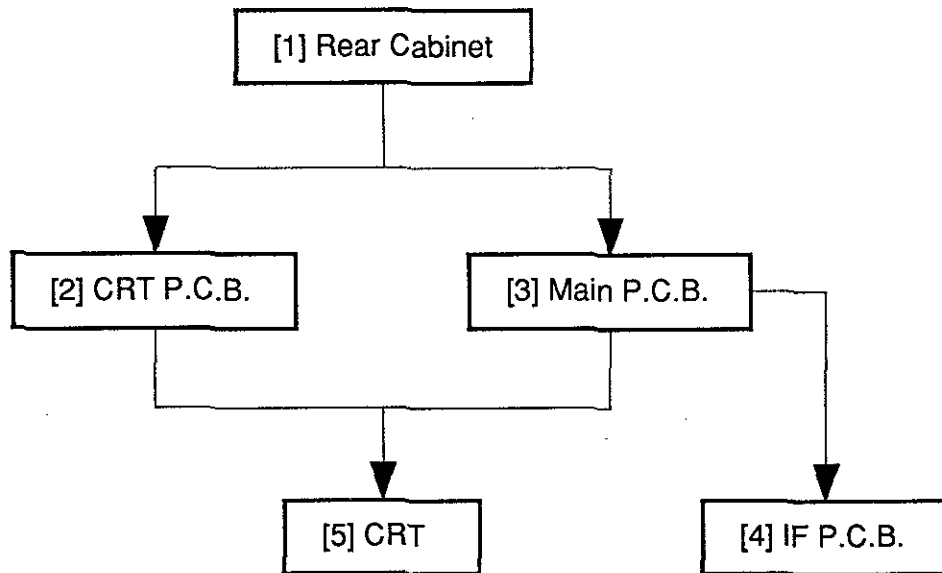 [1] Rear Cabinet
[2] CRT P.C.B.
[3] Main P.C.B.
[5] CRT
[4] IF P.C.B.